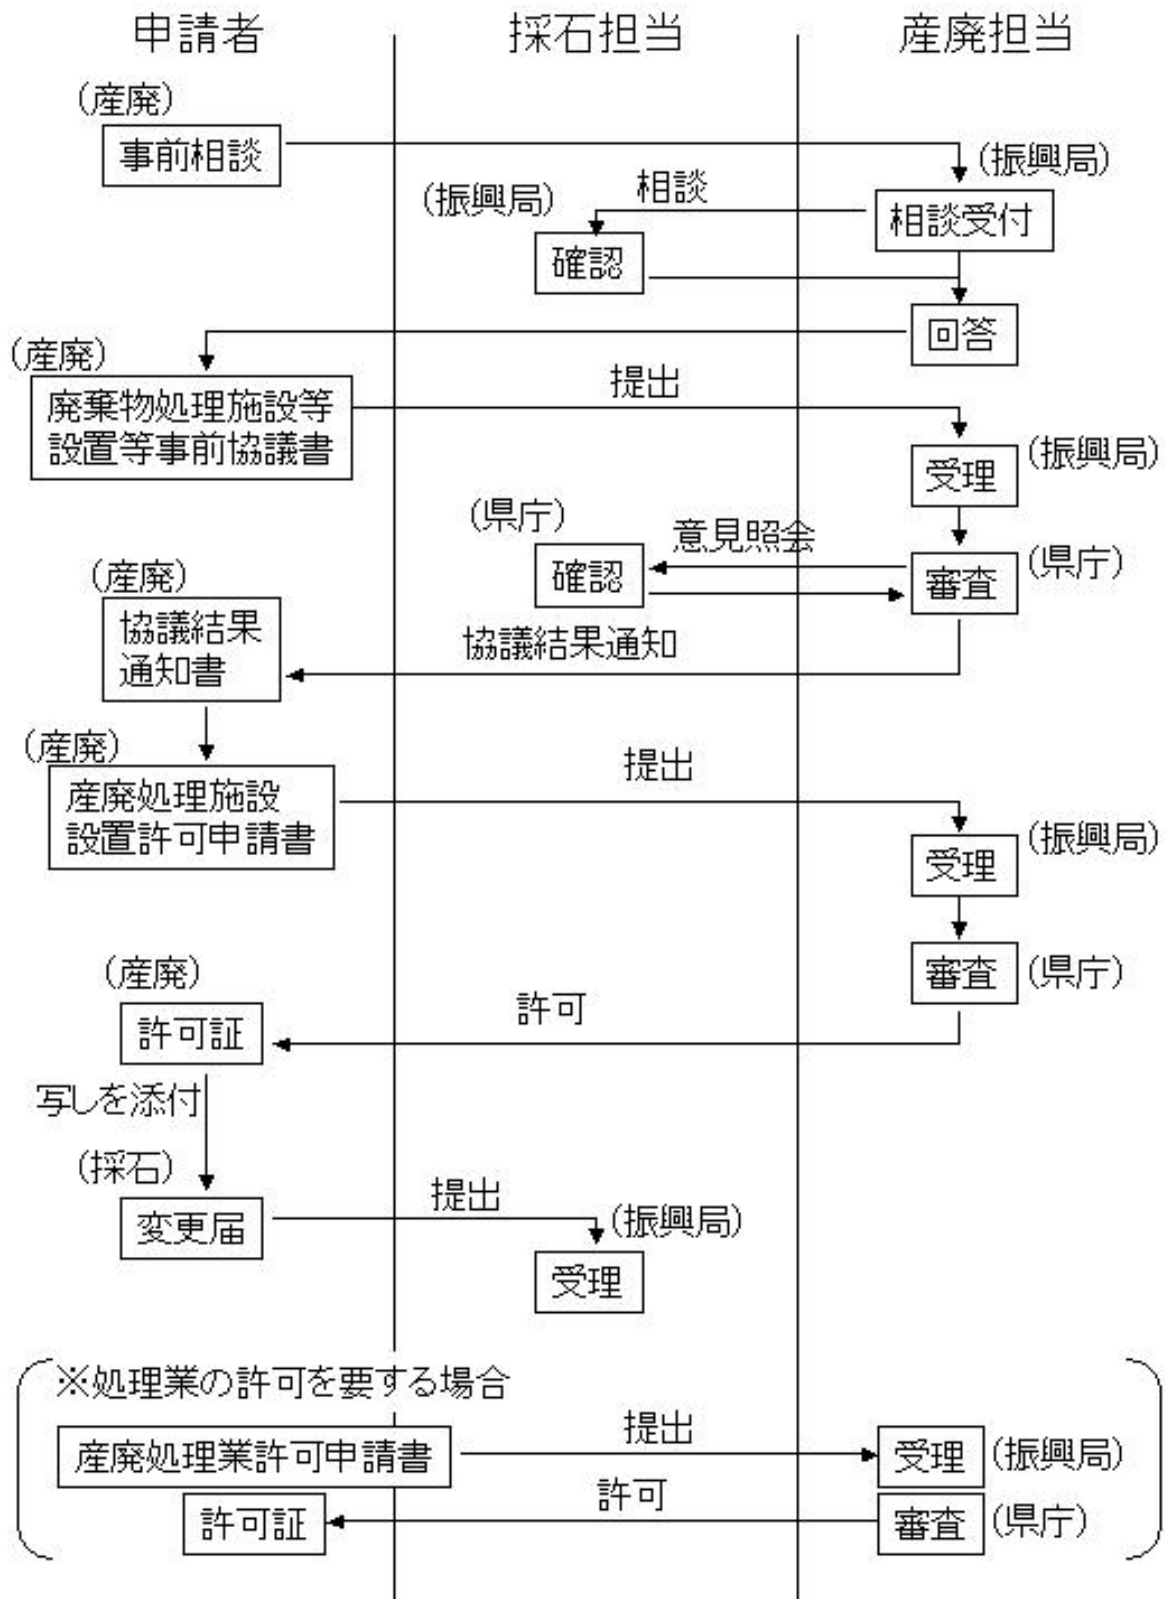 申請者
採石担当
産廃担当
(産廃)
事前相談
(振興局)
相談
(振興局)
相談受付
確認
回答
(産廃)
廃棄物処理施設等
設置等事前協議書
提出
(振興局)
受理
(県庁)
意見照会
確認
審査
(県庁)
(産廃)
協議結果
通知書
協議結果通知
(産廃)
産廃処理施設
設置許可申請書
提出
(振興局)
受理
審査
(県庁)
(産廃)
許可証
許可
写しを添付
(採石)
変更届
提出
(振興局)
受理
※処理業の許可を要する場合
産廃処理業許可申請書
提出
受理
(振興局)
許可証
許可
審査
(県庁)